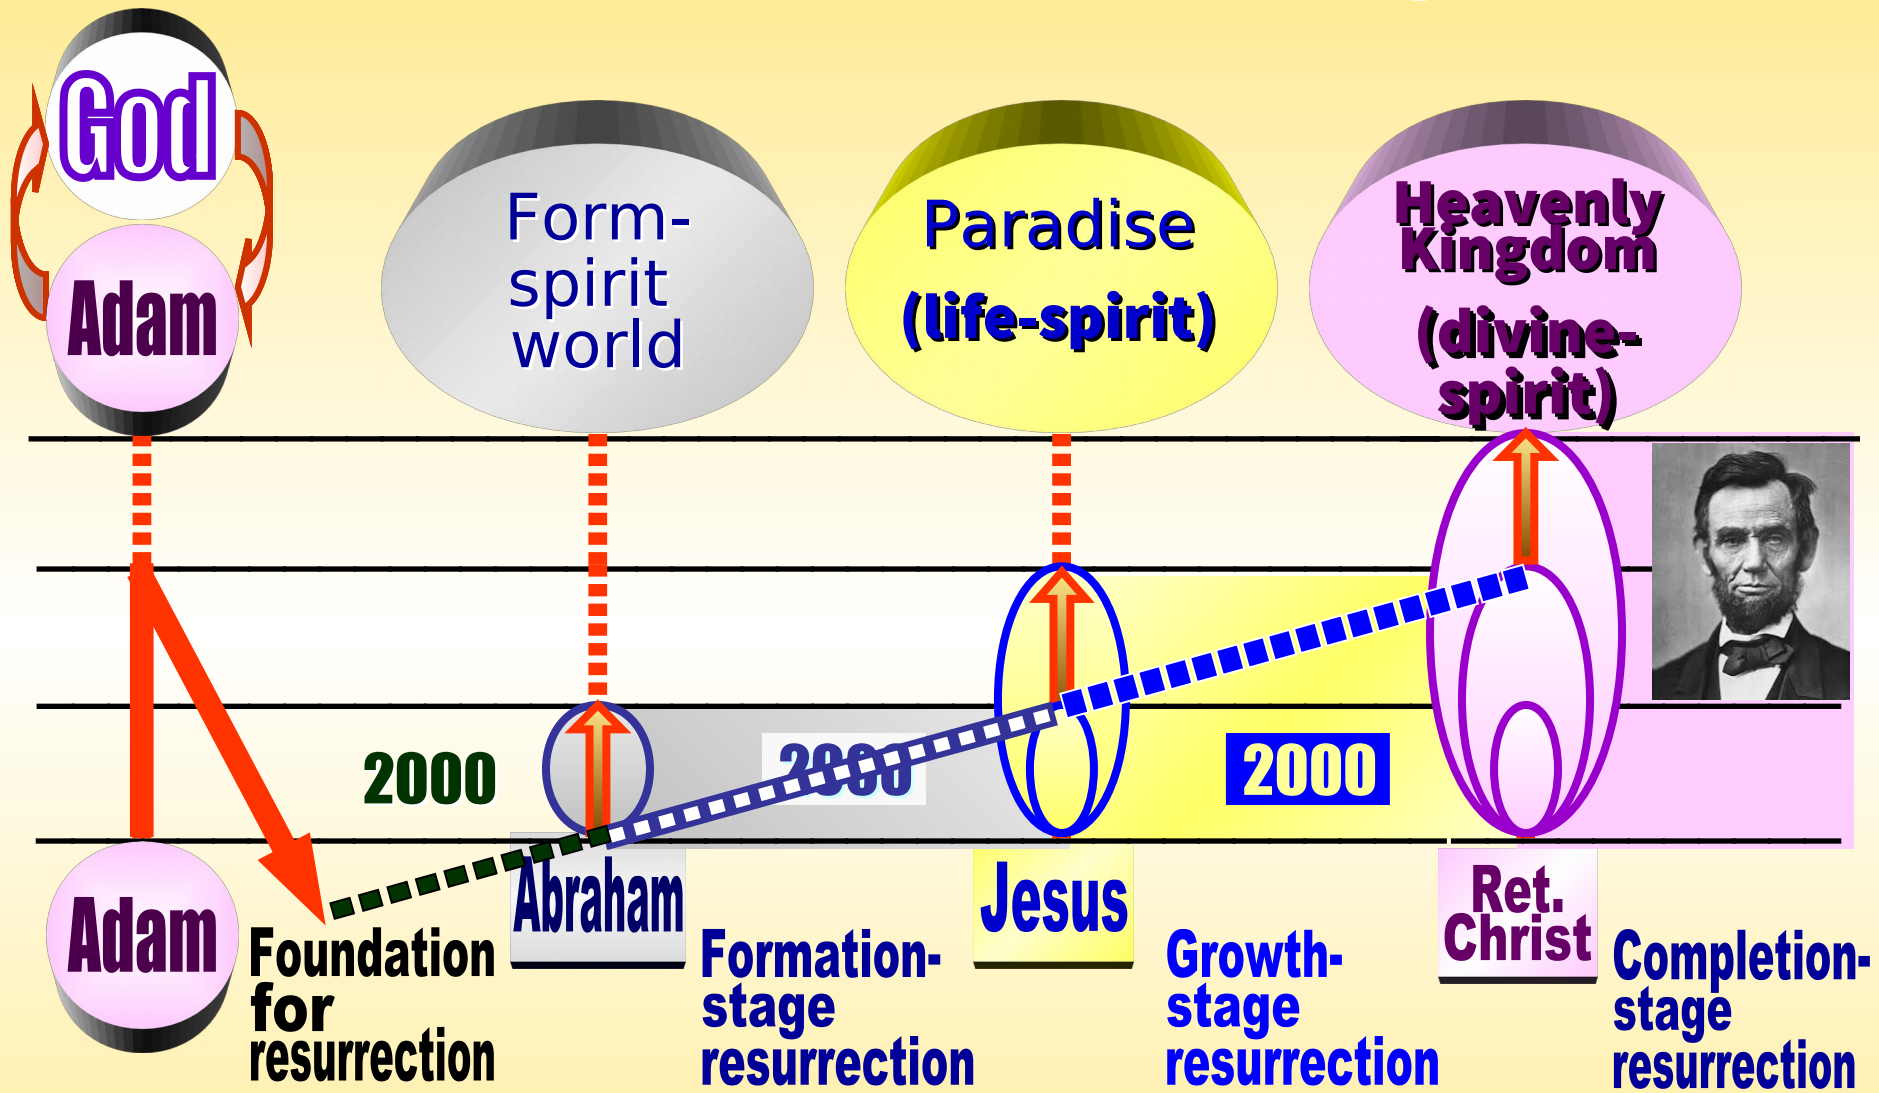 God
Adam
Form-
spirit
world
Paradise
(life-spirit)
Heavenly
Kingdom
(divine-
spirit)
2000
2000
2000
Adam
Foundation
for
resurrection
Abraham
Formation-
stage
resurrection
Jesus
Growth-
stage
resurrection
Ret.
Christ
Completion-
stage
resurrection